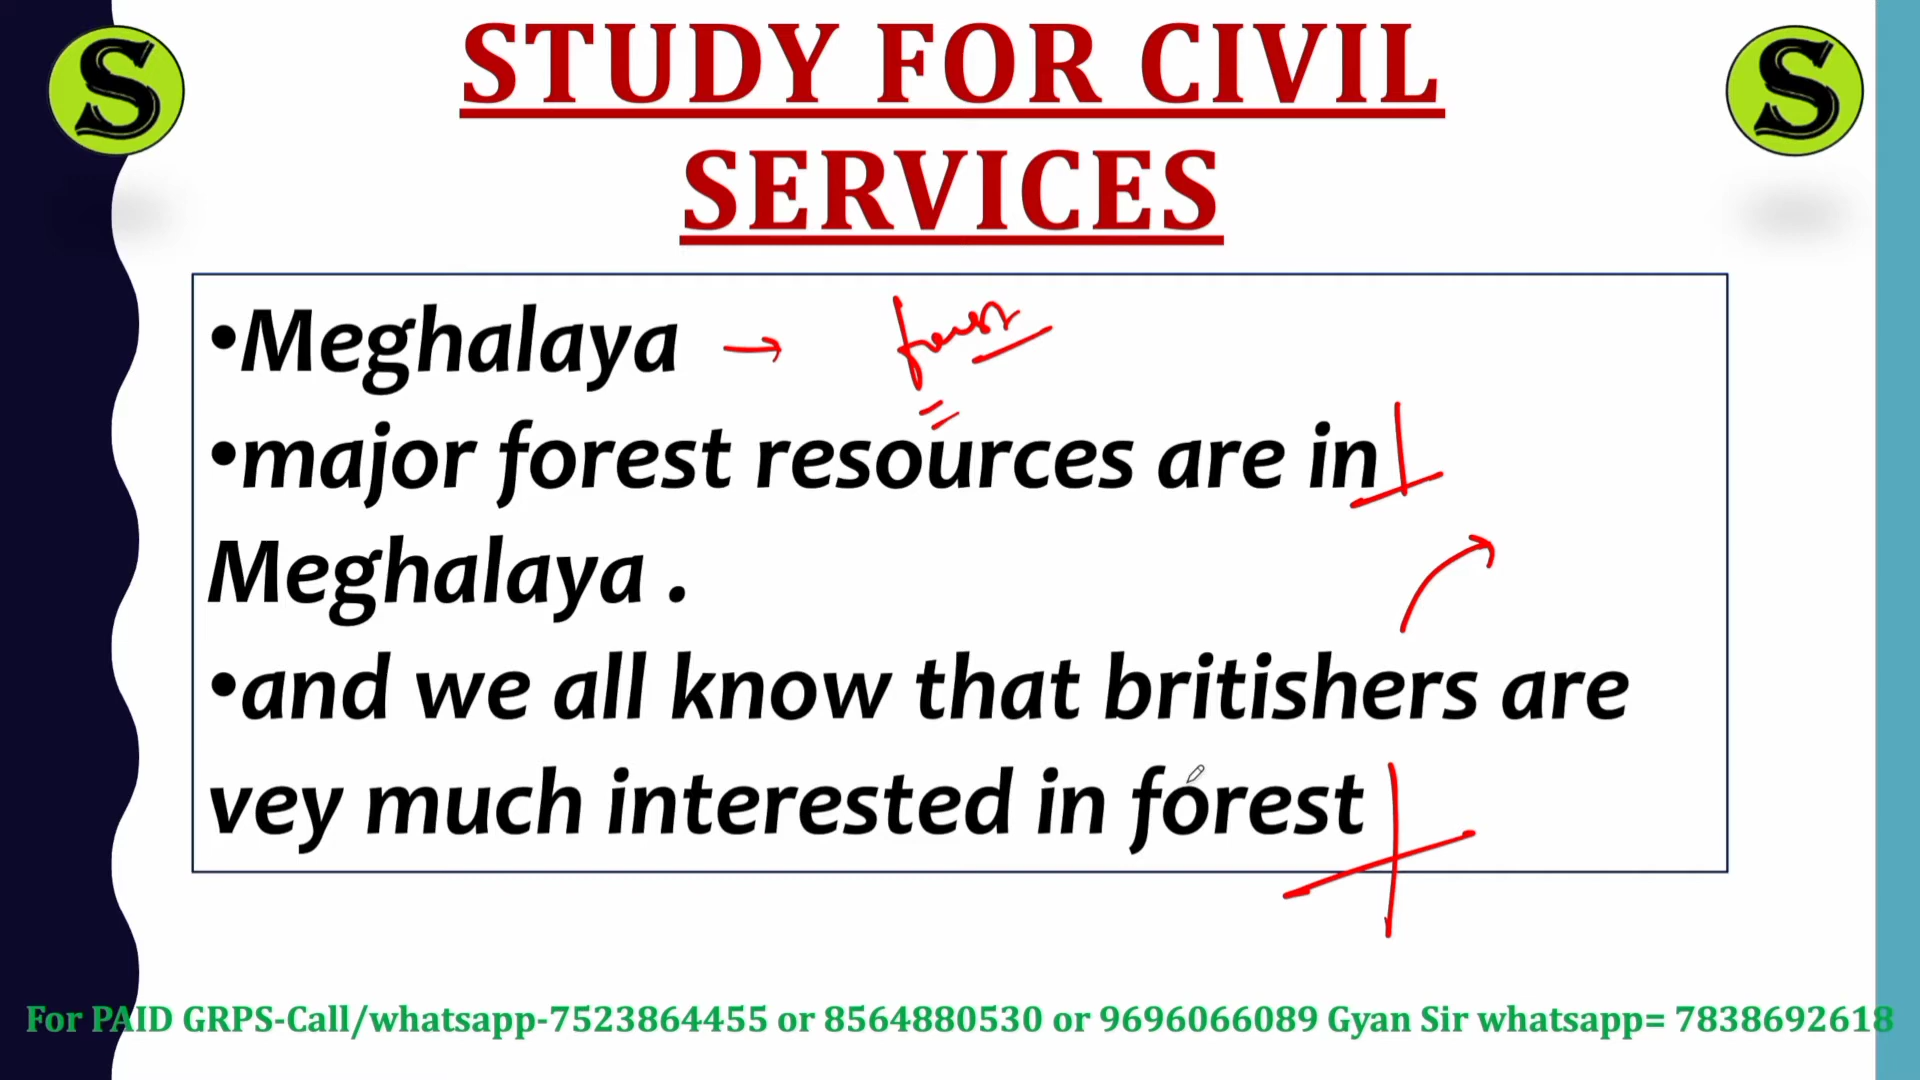 S
STUDY FOR CIVIL
S
SERVICES
•Meghalaya → forest
•major forest resources are in
Meghalaya .
•and we all know that britishers are
vey much interested in forest
For PAID GRPS-Call/whatsapp-7523864455 or 8564880530 or 9696066089 Gyan Sir whatsapp= 7838692618